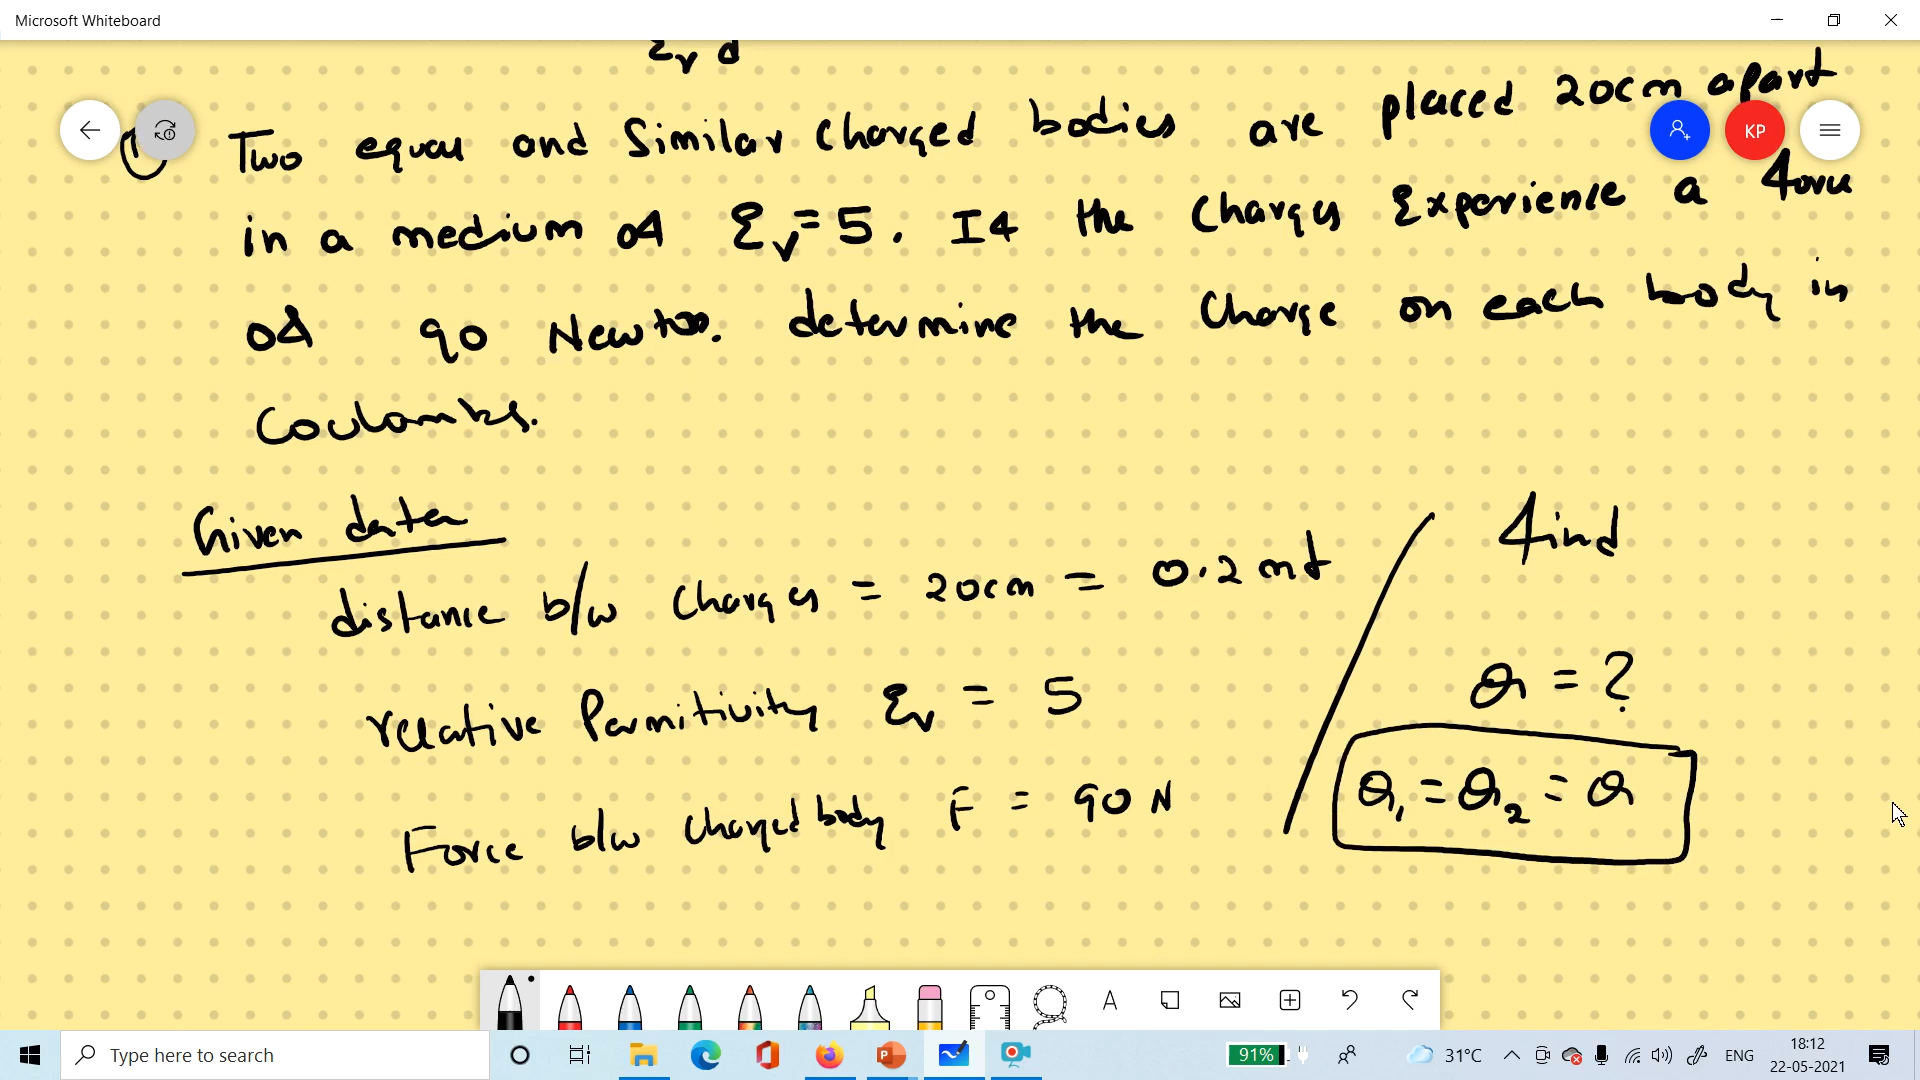 Microsoft Whiteboard
εr d
Two equal and Similar Charged bodies are placed 20cm apart
in a medium of εr = 5. If the charges Experience a force
of 90 Newton. determine the charge on each body in
Coulombs.
Given data
distance b/w charges = 20cm = 0.2 mt
relative Permitivity εr = 5
Force b/w charged body F = 90 N
find
Q = ?
Q1 = Q2 = Q
KP
A
Type here to search
91%
31°C
ENG
18:12
22-05-2021